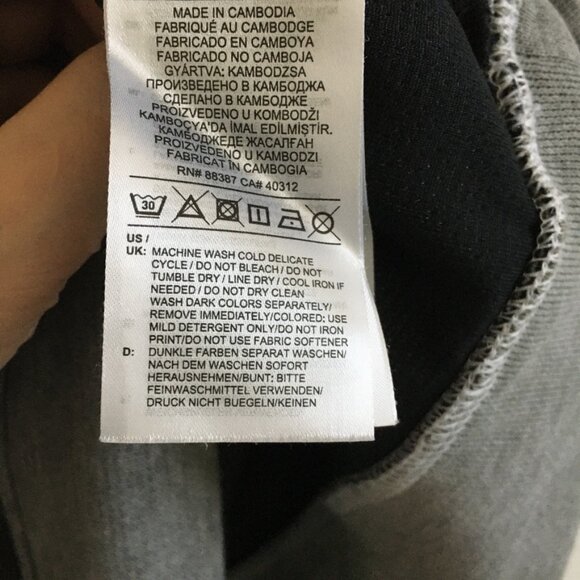 MADE IN CAMBODIA
FABRIQUÉ AU CAMBODGE
FABRICADO EN CAMBOYA
FABRICADO NO CAMBOJA
GYÁRTVA: KAMBODZSA
ПРОИЗВЕДЕНО В КАМБОДЖА
СДЕЛАНО В КАМБОДЖЕ
PROIZVEDENO U KOMBODŽI
KAMBOÇYA'DA İMAL EDİLMİŞTİR.
КАМБОДЖЕДЕ ЖАСАЛҒАН
PROIZVEDENO U KAMBODZI
FABRICAT ÎN CAMBOGIA
RN# 88387 CA# 40312
30
US /
UK: MACHINE WASH COLD DELICATE
CYCLE / DO NOT BLEACH / DO NOT
TUMBLE DRY / LINE DRY / COOL IRON IF
NEEDED / DO NOT DRY CLEAN
WASH DARK COLORS SEPARATELY/
REMOVE IMMEDIATELY/COLORED: USE
MILD DETERGENT ONLY/DO NOT IRON
PRINT/DO NOT USE FABRIC SOFTENER
D: DUNKLE FARBEN SEPARAT WASCHEN/
NACH DEM WASCHEN SOFORT
HERAUSNEHMEN/BUNT: BITTE
FEINWASCHMITTEL VERWENDEN/
DRUCK NICHT BUEGELN/KEINEN